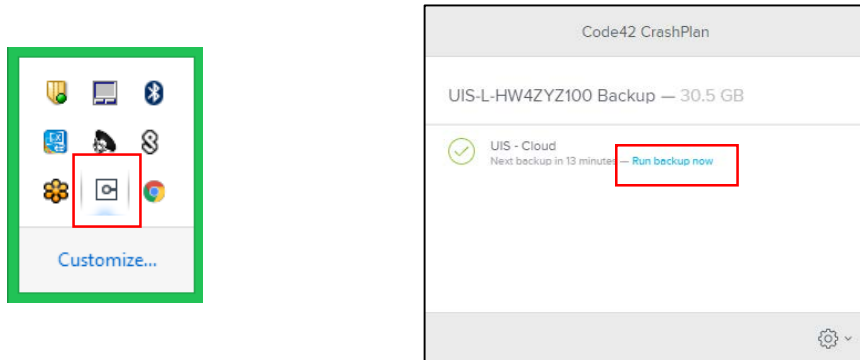 Customize...
Code42 CrashPlan
UIS-L-HW4ZYZ100 Backup — 30.5 GB
UIS - Cloud
Next backup in 13 minutes — Run backup now